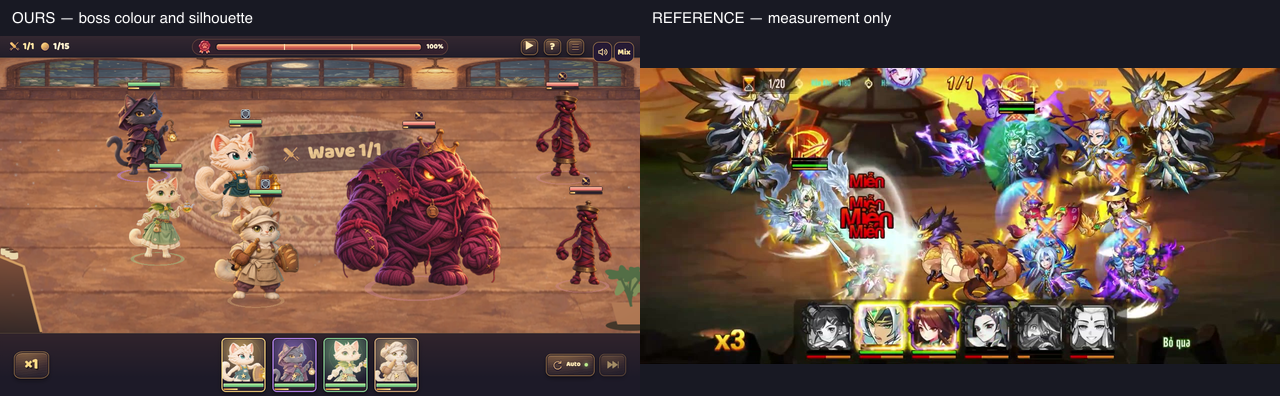 OURS — boss colour and silhouette
REFERENCE — measurement only
1/1
1/15
100%
?
Mix
Wave 1/1
×1
Auto
1/20
1/1
Miễn
Miễn
Miễn
Miễn
x3
Bỏ qua